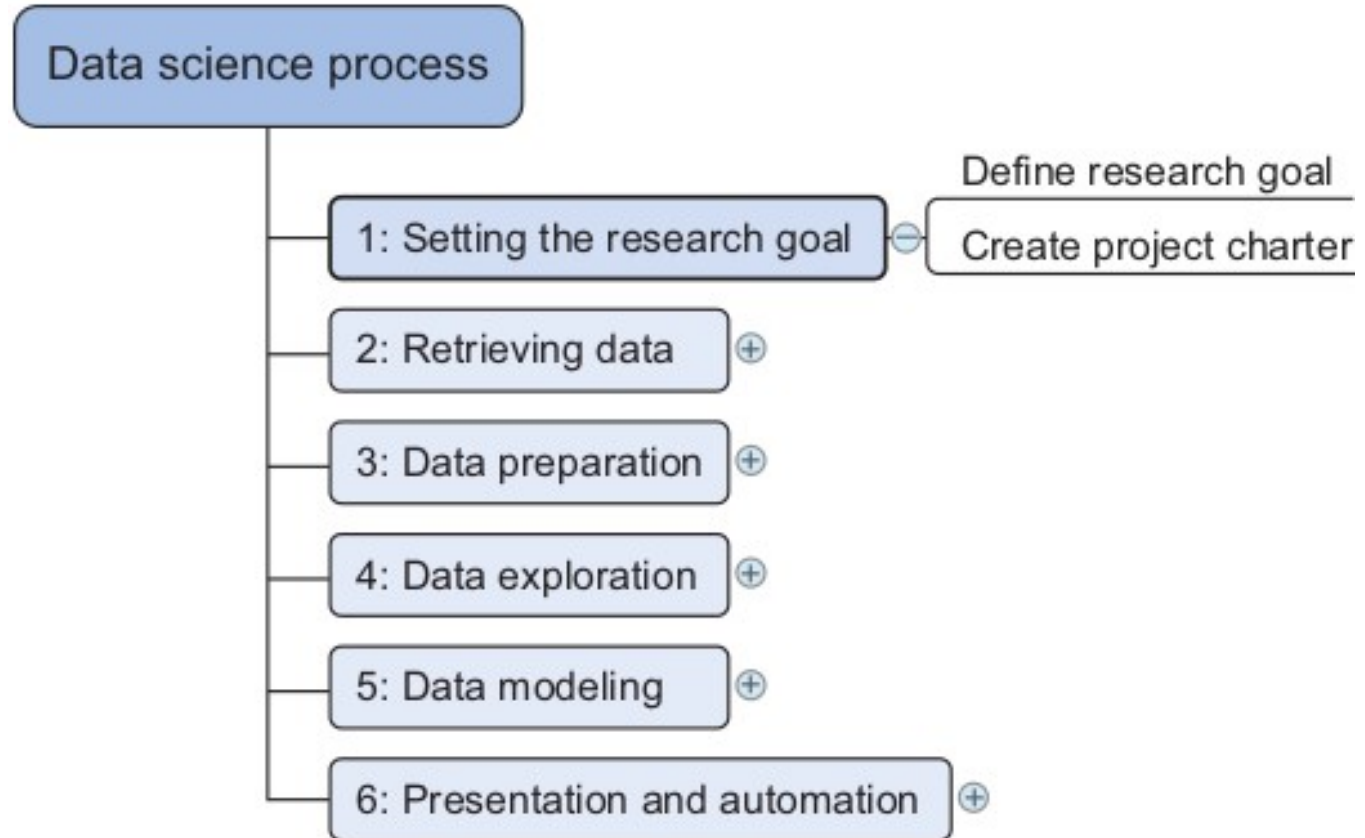 Data science process
1: Setting the research goal
Define research goal
Create project charter
2: Retrieving data
3: Data preparation
4: Data exploration
5: Data modeling
6: Presentation and automation